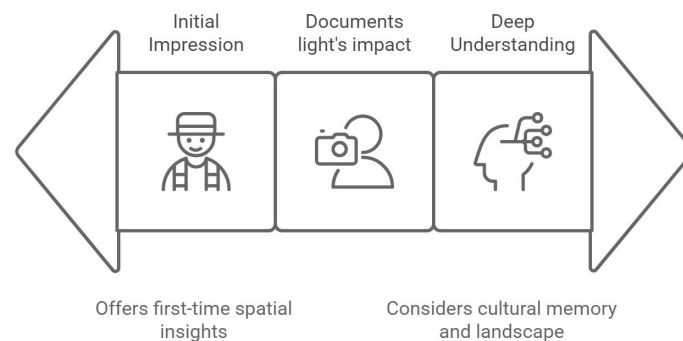 Initial
Impression
Documents
light's impact
Deep
Understanding
Offers first-time spatial
insights
Considers cultural memory
and landscape